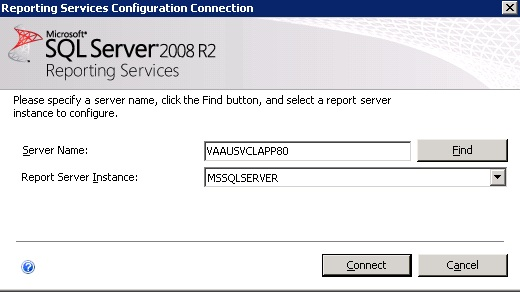 Reporting Services Configuration Connection
Microsoft®
SQL Server® 2008 R2
Reporting Services
Please specify a server name, click the Find button, and select a report server
instance to configure.
Server Name: VAAUSVCLAPP80 Find
Report Server Instance: MSSQLSERVER
Connect Cancel